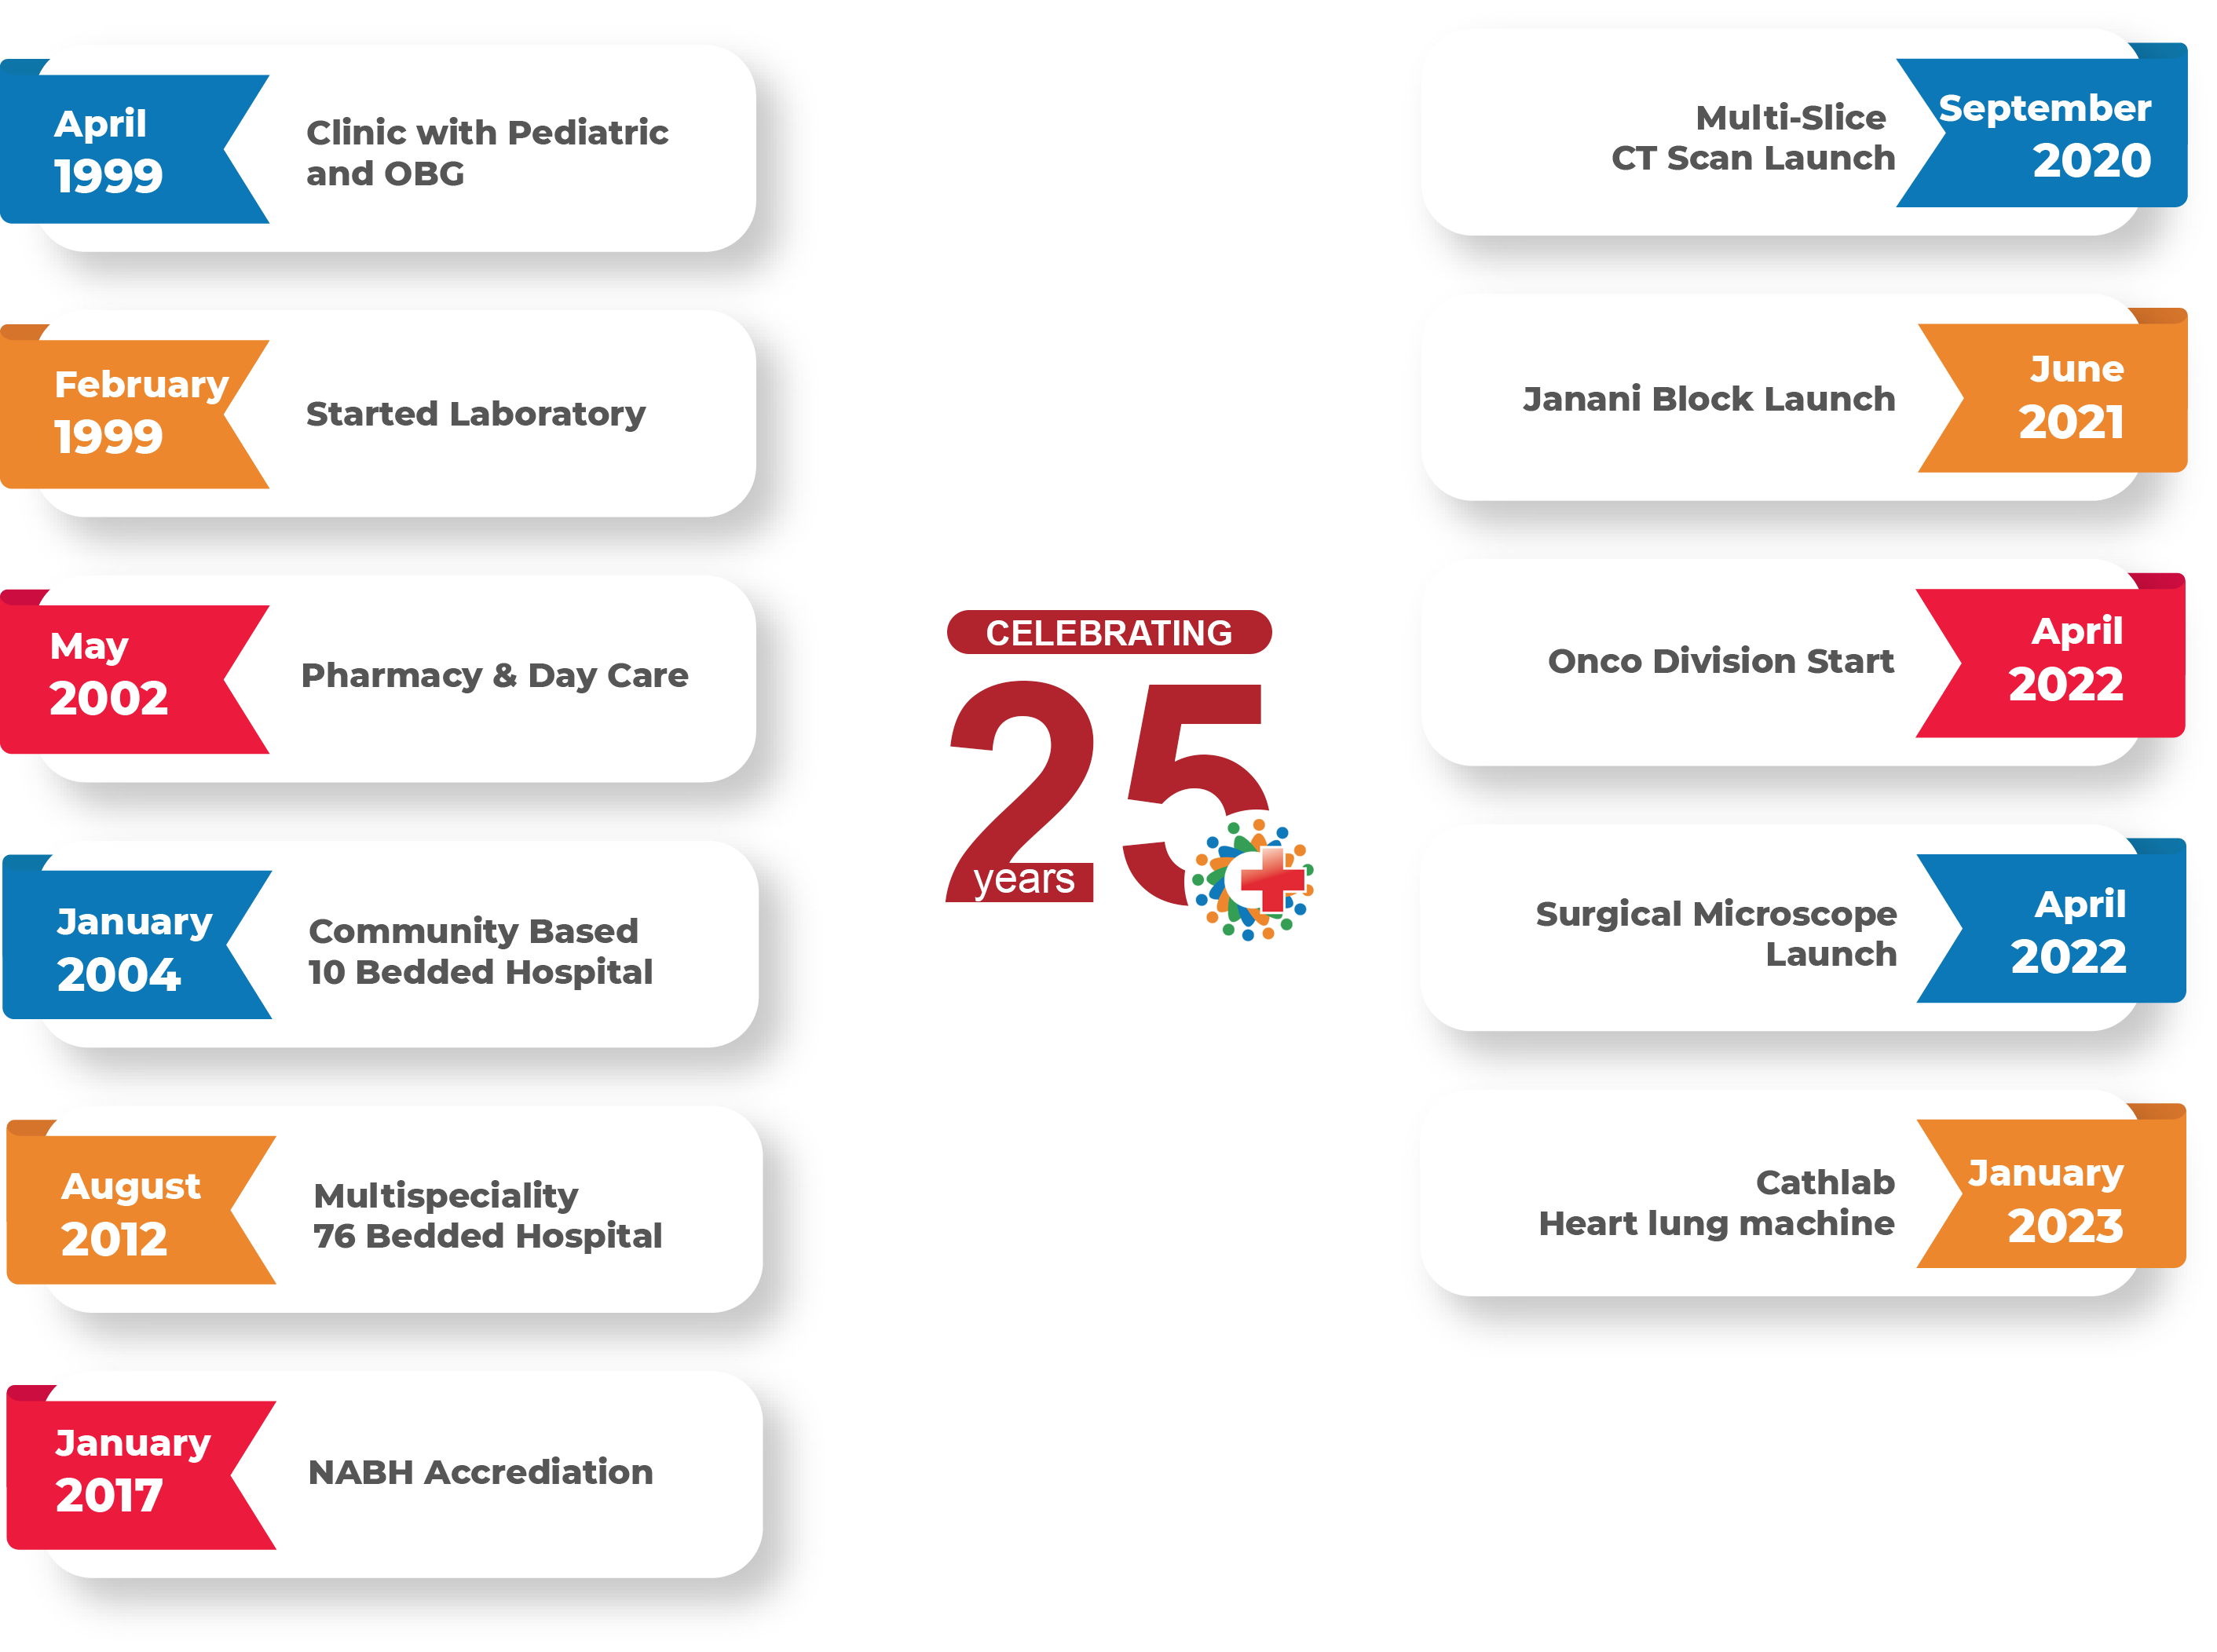 April
1999
Clinic with Pediatric
and OBG
February
1999
Started Laboratory
May
2002
Pharmacy & Day Care
January
2004
Community Based
10 Bedded Hospital
August
2012
Multispeciality
76 Bedded Hospital
January
2017
NABH Accrediation
CELEBRATING
25
years
Multi-Slice
CT Scan Launch
September
2020
Janani Block Launch
June
2021
Onco Division Start
April
2022
Surgical Microscope
Launch
April
2022
Cathlab
Heart lung machine
January
2023